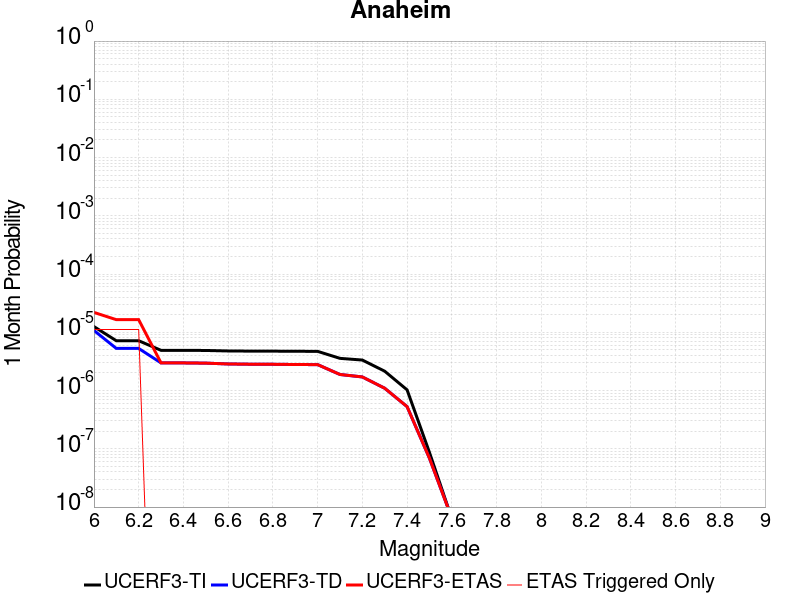 Anaheim
10^0
10^-1
10^-2
10^-3
10^-4
10^-5
10^-6
10^-7
10^-8
1 Month Probability
6 6.2 6.4 6.6 6.8 7 7.2 7.4 7.6 7.8 8 8.2 8.4 8.6 8.8 9
Magnitude
UCERF3-TI UCERF3-TD UCERF3-ETAS ETAS Triggered Only